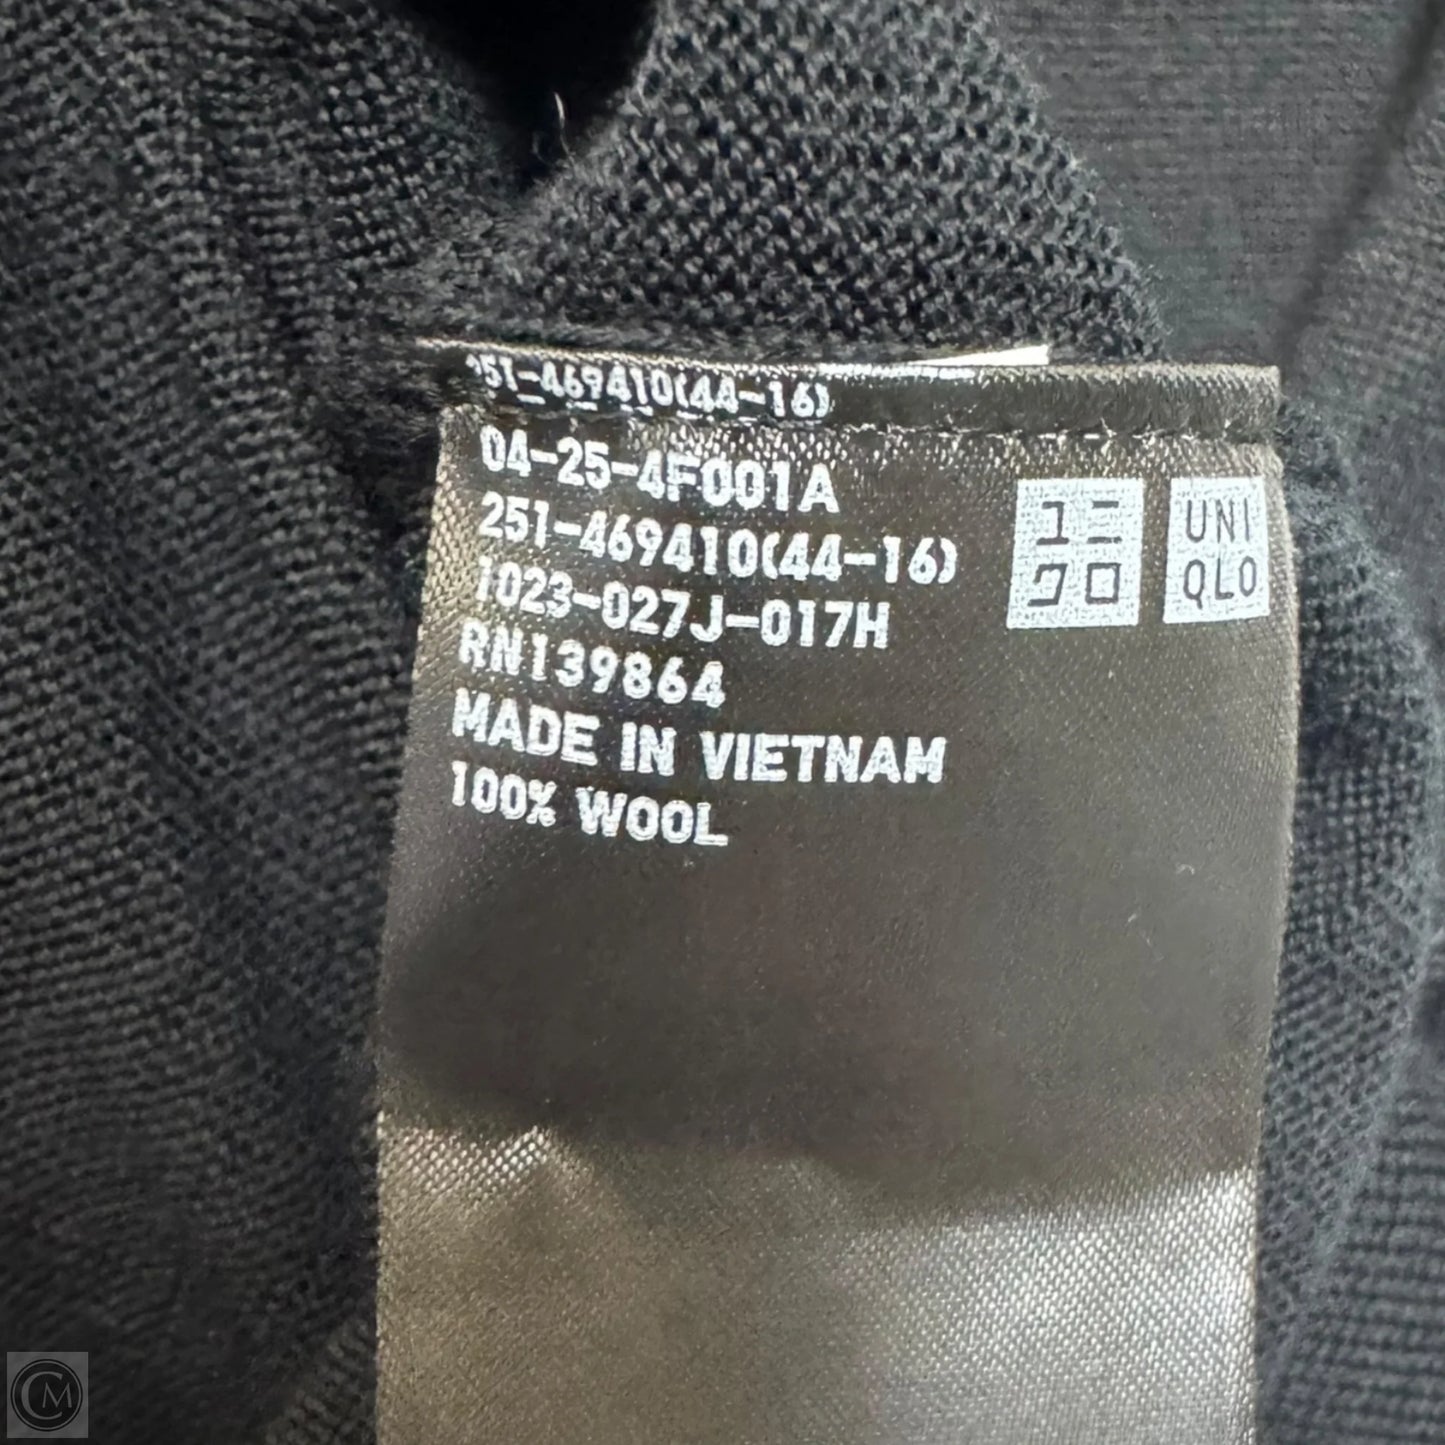 251-469410(44-16)
04-25-4F001A
251-469410(44-16)
1023-027J-017H
RN139864
MADE IN VIETNAM
100% WOOL
ユニ
クロ
UNI
QLO
CM